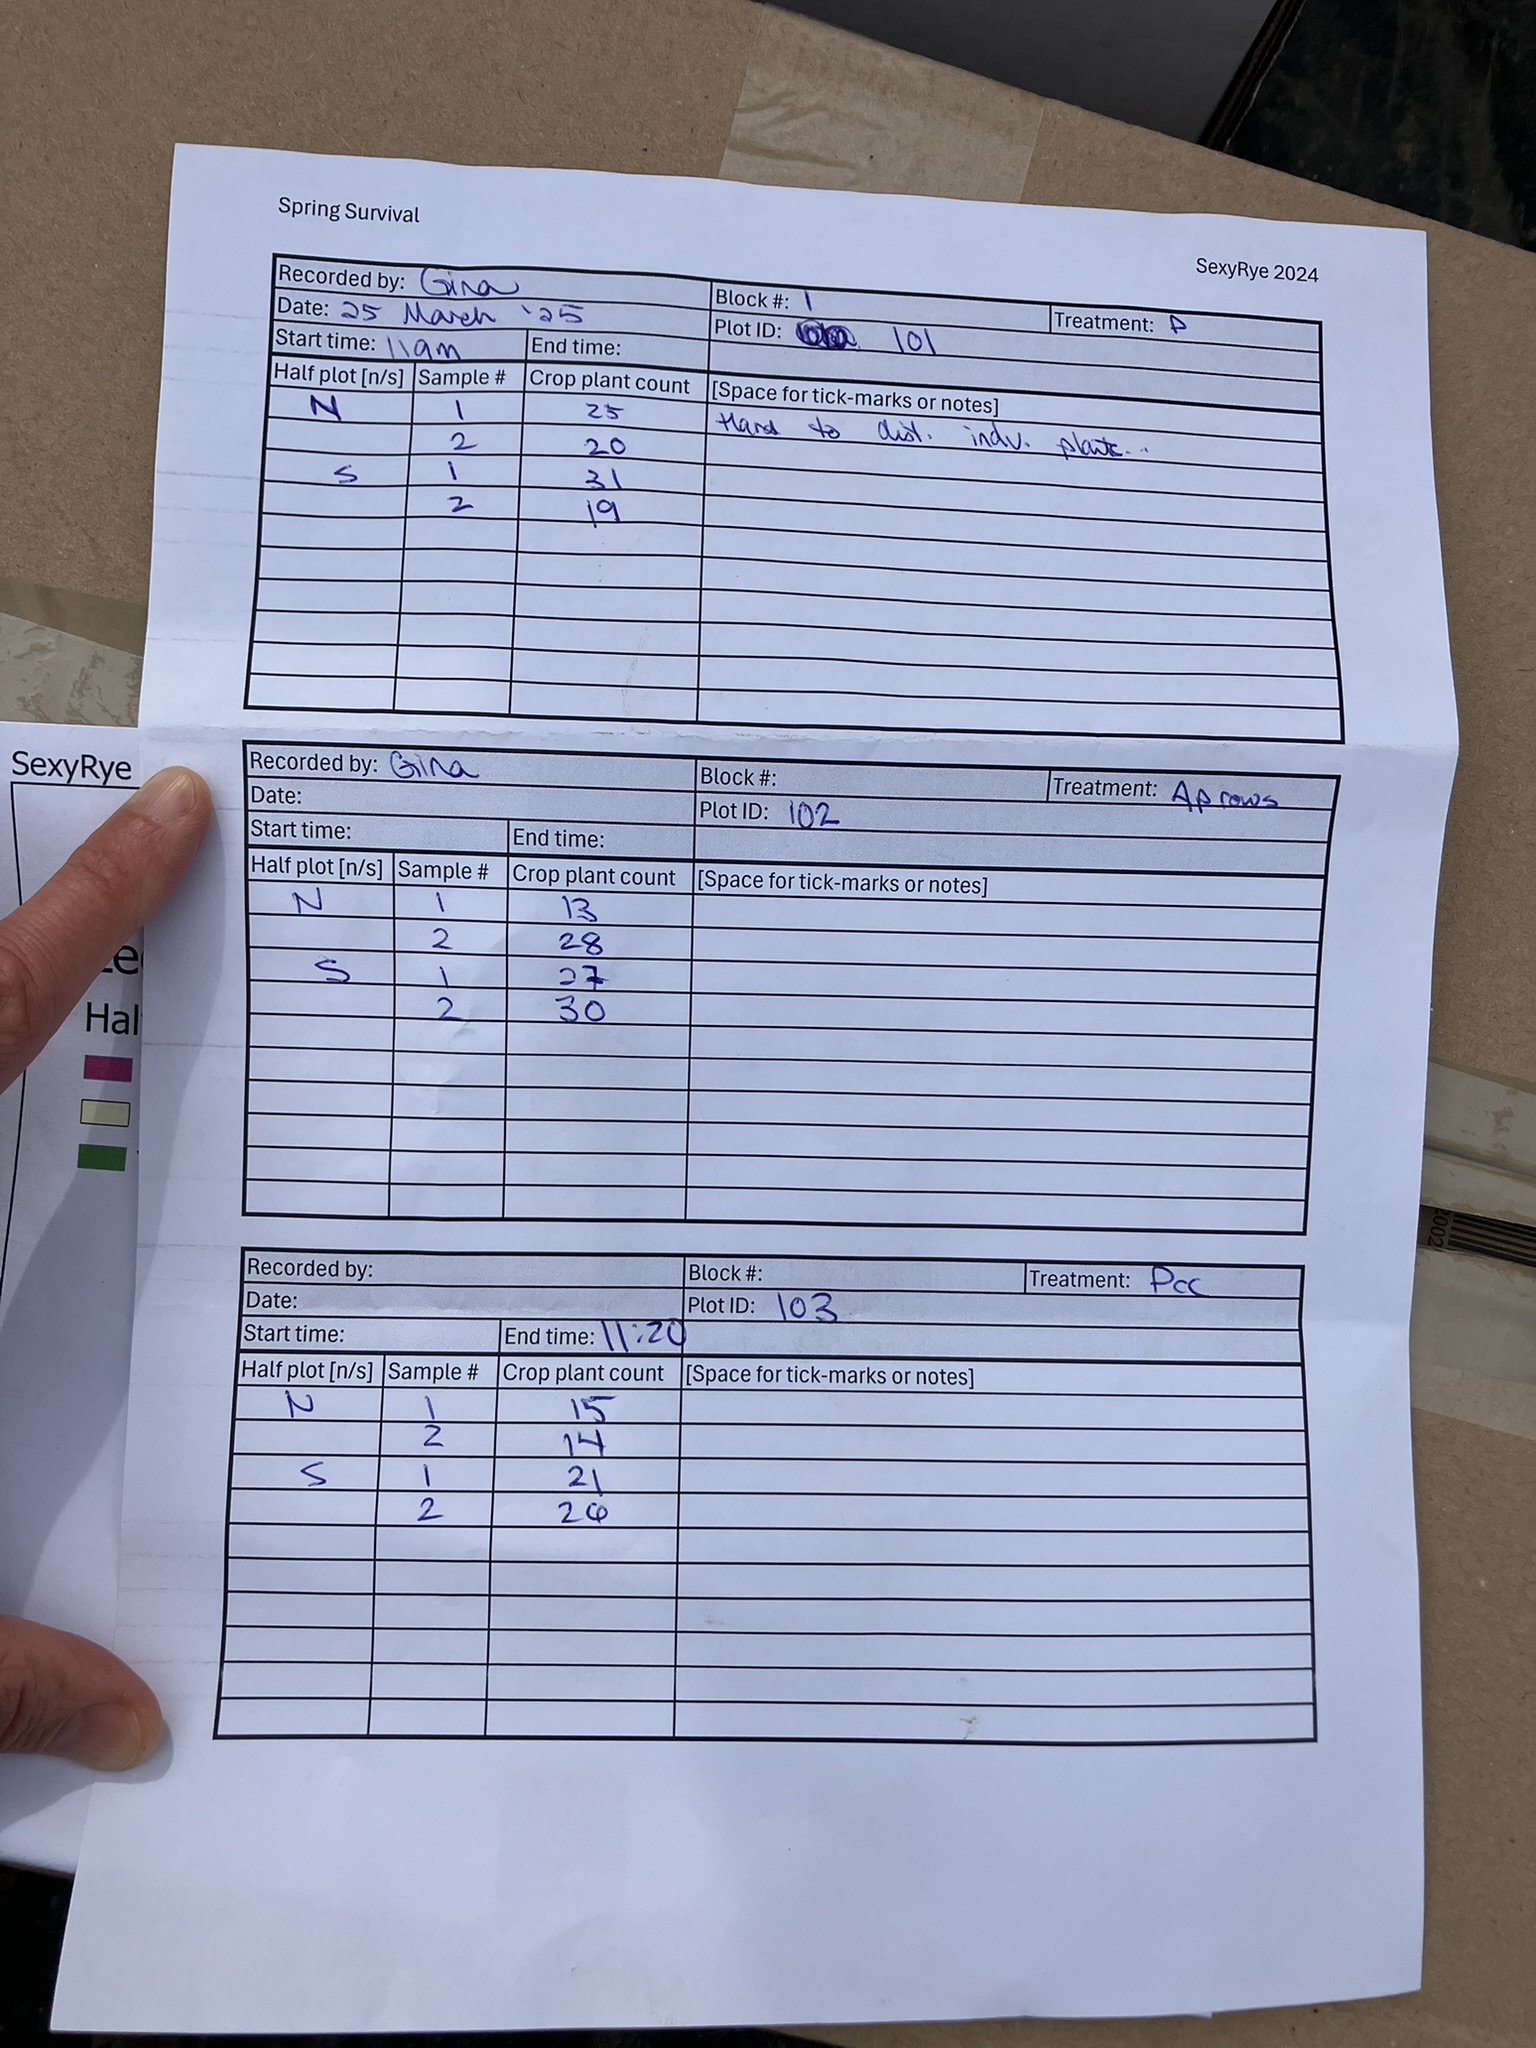 Spring Survival
SexyRye 2024
Recorded by: Gina
Block #: 1
Treatment: P
Date: 25 March '25
Plot ID: 101
Start time: 11am
End time:
Half plot [n/s] Sample # Crop plant count [Space for tick-marks or notes]
N 1 25 Hard to dist. indv. plants...
2 20
S 1 31
2 19
Recorded by: Gina
Block #:
Treatment: AP rows
Date:
Plot ID: 102
Start time:
End time:
Half plot [n/s] Sample # Crop plant count [Space for tick-marks or notes]
N 1 13
2 28
S 1 27
2 30
Recorded by:
Block #:
Treatment: Pcc
Date:
Plot ID: 103
Start time:
End time: 11:20
Half plot [n/s] Sample # Crop plant count [Space for tick-marks or notes]
N 1 15
2 14
S 1 21
2 26
SexyRye
Hal
2002